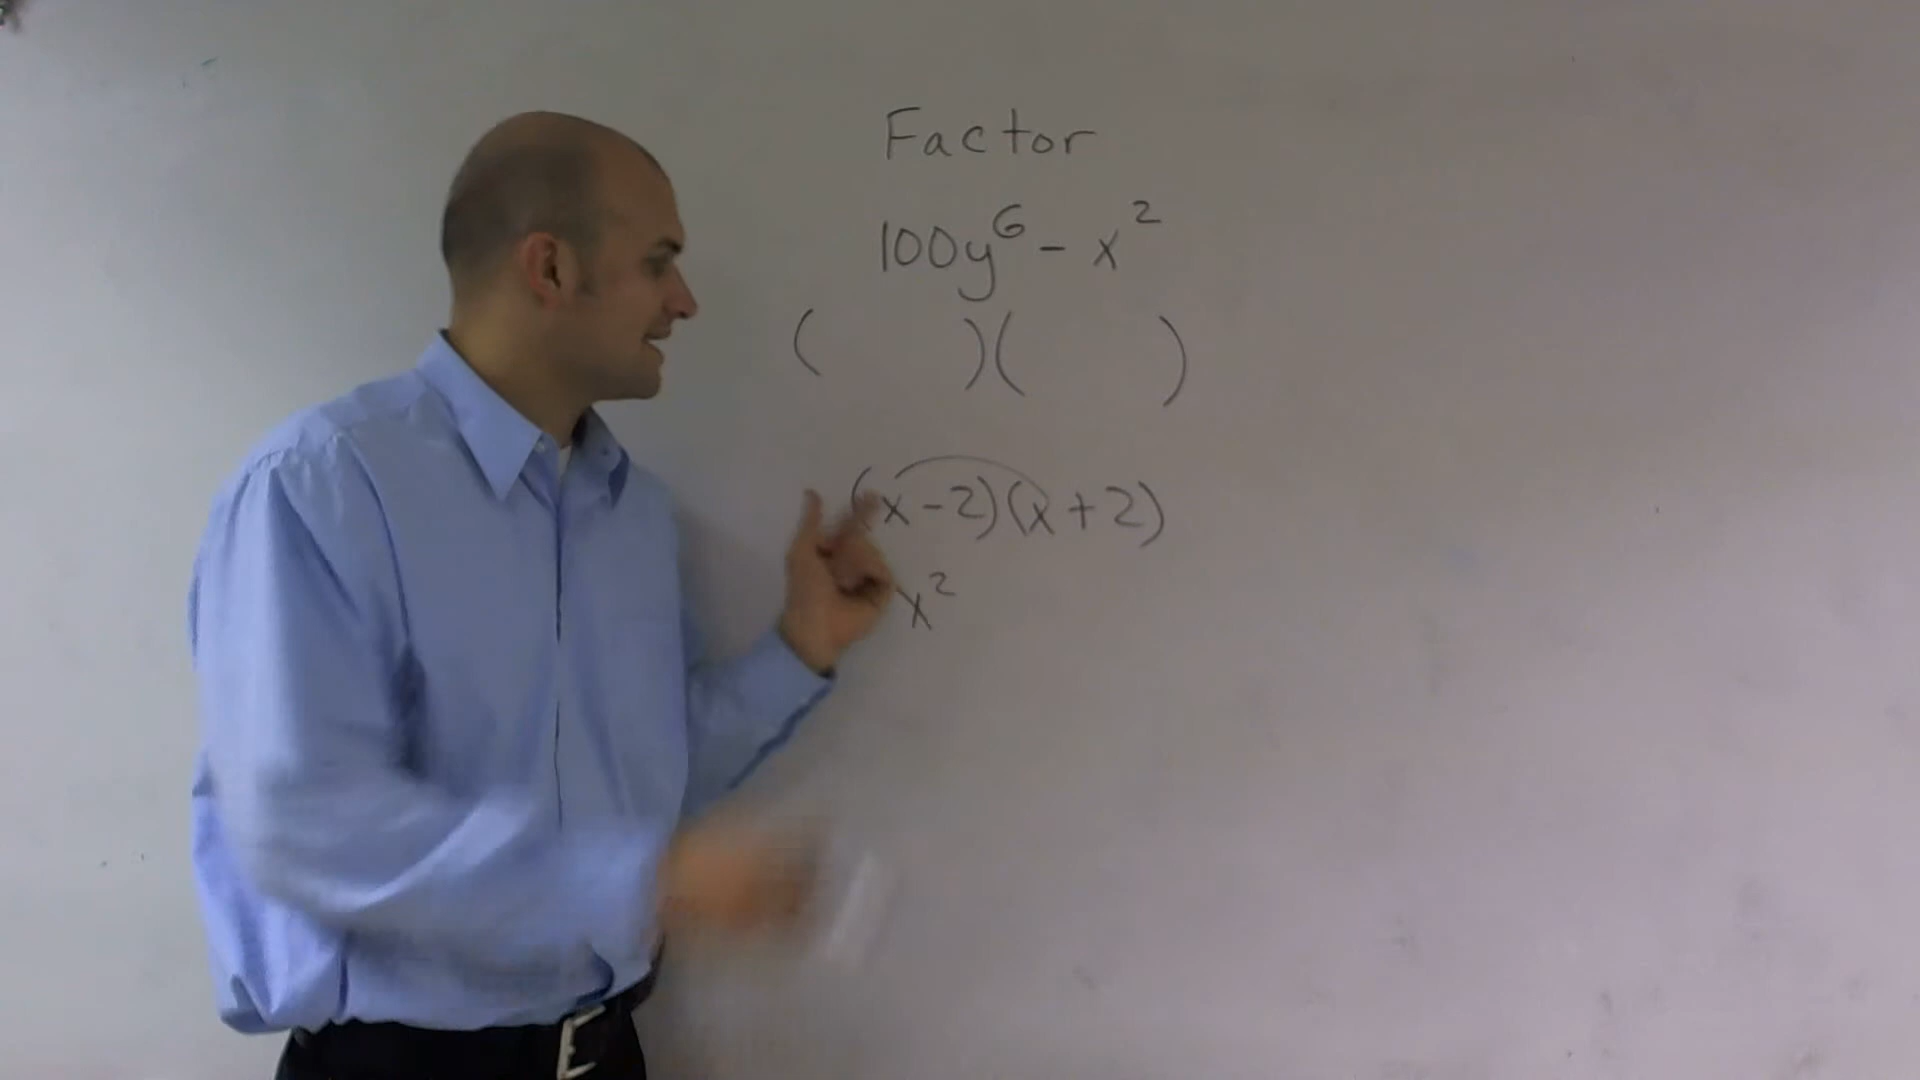 Factor
100y⁶ - x²
( )( )
(x-2)(x+2)
x²